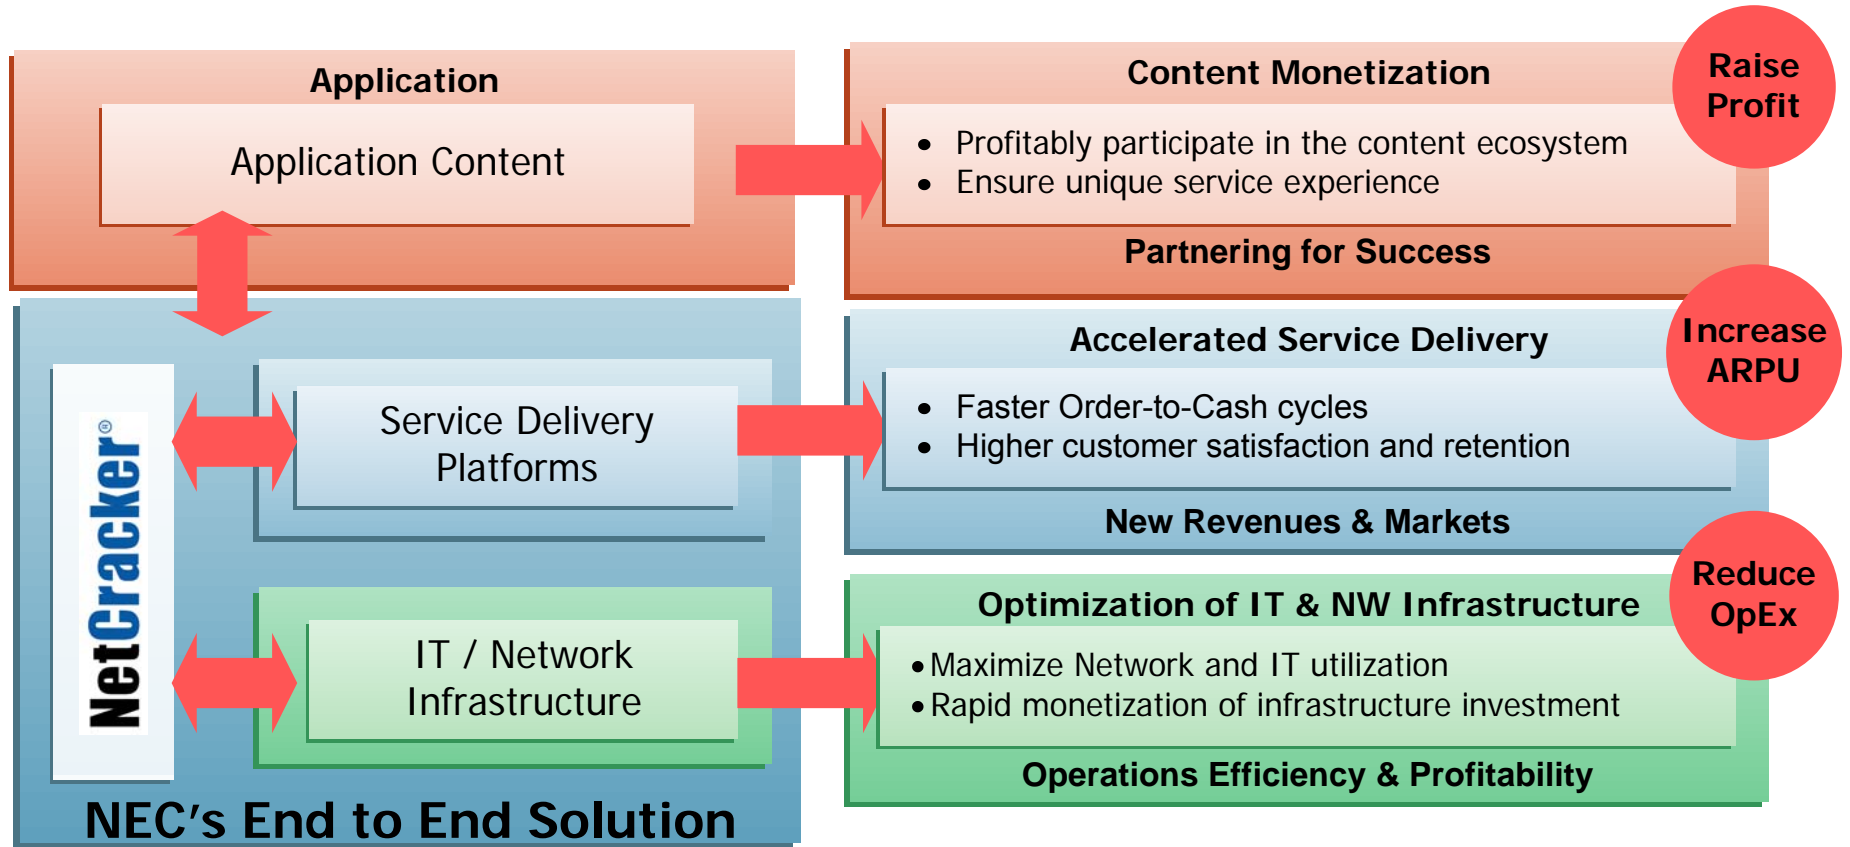 Application
Application Content
Content Monetization
• Profitably participate in the content ecosystem
• Ensure unique service experience
Partnering for Success
Raise
Profit
NetCracker®
Service Delivery
Platforms
Accelerated Service Delivery
• Faster Order-to-Cash cycles
• Higher customer satisfaction and retention
New Revenues & Markets
Increase
ARPU
IT / Network
Infrastructure
Optimization of IT & NW Infrastructure
• Maximize Network and IT utilization
• Rapid monetization of infrastructure investment
Operations Efficiency & Profitability
Reduce
OpEx
NEC's End to End Solution